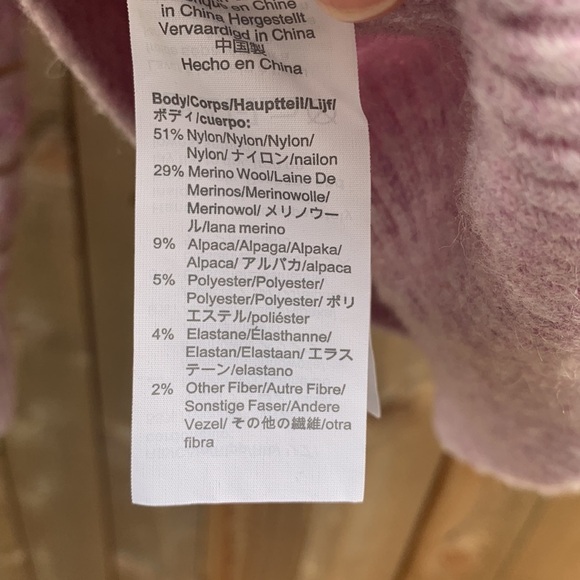 en Chine
in China Hergestellt
Vervaardigd in China
中国製
Hecho en China
Body/Corps/Hauptteil/Lijf/
ボディ/cuerpo:
51% Nylon/Nylon/Nylon/
Nylon/ ナイロン/nailon
29% Merino Wool/Laine De
Merinos/Merinowolle/
Merinowol/ メリノウー
ル/lana merino
9% Alpaca/Alpaga/Alpaka/
Alpaca/ アルパカ/alpaca
5% Polyester/Polyester/
Polyester/Polyester/ ポリ
エステル/poliéster
4% Elastane/Élasthanne/
Elastan/Elastaan/ エラス
テーン/elastano
2% Other Fiber/Autre Fibre/
Sonstige Faser/Andere
Vezel/ その他の繊維/otra
fibra